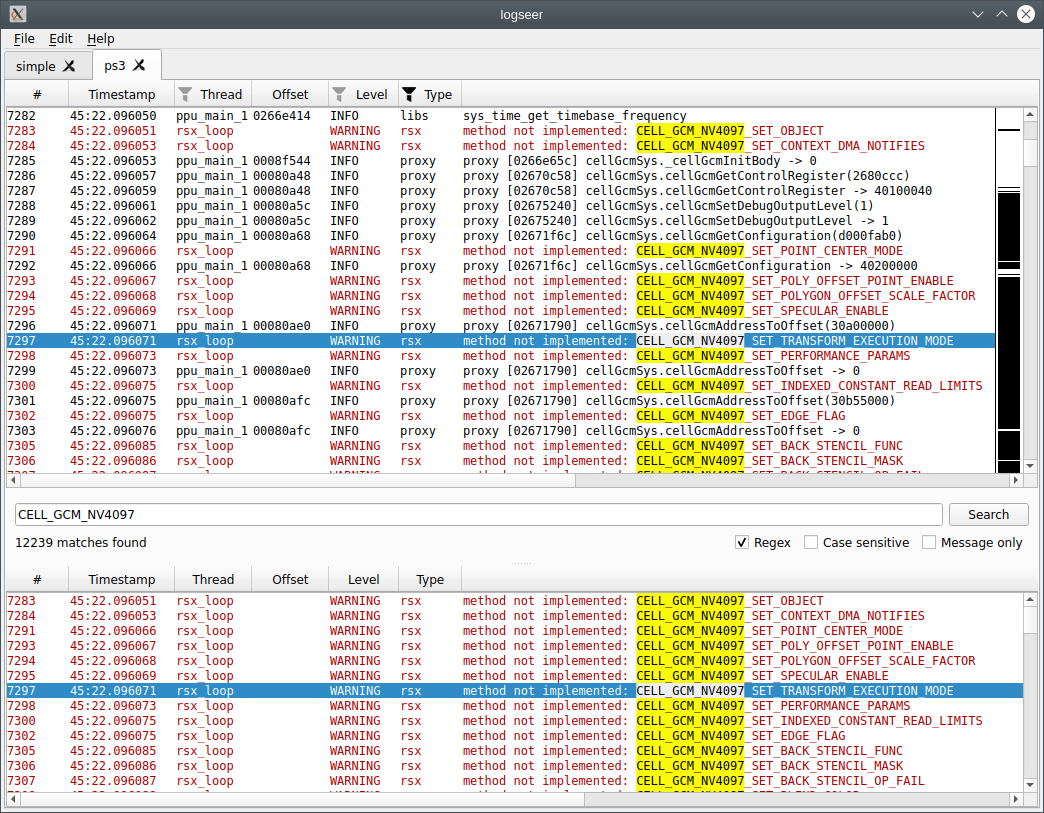 logseer
File Edit Help
simple ps3
# Timestamp Thread Offset Level Type
7282 45:22.096050 ppu_main_1 0266e414 INFO libs sys_time_get_timebase_frequency
7283 45:22.096051 rsx_loop WARNING rsx method not implemented: CELL_GCM_NV4097_SET_OBJECT
7284 45:22.096053 rsx_loop WARNING rsx method not implemented: CELL_GCM_NV4097_SET_CONTEXT_DMA_NOTIFIES
7285 45:22.096053 ppu_main_1 0008f544 INFO proxy proxy [0266e65c] cellGcmSys._cellGcmInitBody -> 0
7286 45:22.096057 ppu_main_1 00080a48 INFO proxy proxy [02670c58] cellGcmSys.cellGcmGetControlRegister(2680ccc)
7287 45:22.096059 ppu_main_1 00080a48 INFO proxy proxy [02670c58] cellGcmSys.cellGcmGetControlRegister -> 40100040
7288 45:22.096061 ppu_main_1 00080a5c INFO proxy proxy [02675240] cellGcmSys.cellGcmSetDebugOutputLevel(1)
7289 45:22.096062 ppu_main_1 00080a5c INFO proxy proxy [02675240] cellGcmSys.cellGcmSetDebugOutputLevel -> 1
7290 45:22.096064 ppu_main_1 00080a68 INFO proxy proxy [02671f6c] cellGcmSys.cellGcmGetConfiguration(d000fab0)
7291 45:22.096066 rsx_loop WARNING rsx method not implemented: CELL_GCM_NV4097_SET_POINT_CENTER_MODE
7292 45:22.096066 ppu_main_1 00080a68 INFO proxy proxy [02671f6c] cellGcmSys.cellGcmGetConfiguration -> 40200000
7293 45:22.096067 rsx_loop WARNING rsx method not implemented: CELL_GCM_NV4097_SET_POLY_OFFSET_POINT_ENABLE
7294 45:22.096068 rsx_loop WARNING rsx method not implemented: CELL_GCM_NV4097_SET_POLYGON_OFFSET_SCALE_FACTOR
7295 45:22.096069 rsx_loop WARNING rsx method not implemented: CELL_GCM_NV4097_SET_SPECULAR_ENABLE
7296 45:22.096071 ppu_main_1 00080ae0 INFO proxy proxy [02671790] cellGcmSys.cellGcmAddressToOffset(30a00000)
7297 45:22.096071 rsx_loop WARNING rsx method not implemented: CELL_GCM_NV4097_SET_TRANSFORM_EXECUTION_MODE
7298 45:22.096073 rsx_loop WARNING rsx method not implemented: CELL_GCM_NV4097_SET_PERFORMANCE_PARAMS
7299 45:22.096073 ppu_main_1 00080ae0 INFO proxy proxy [02671790] cellGcmSys.cellGcmAddressToOffset -> 0
7300 45:22.096075 rsx_loop WARNING rsx method not implemented: CELL_GCM_NV4097_SET_INDEXED_CONSTANT_READ_LIMITS
7301 45:22.096075 ppu_main_1 00080afc INFO proxy proxy [02671790] cellGcmSys.cellGcmAddressToOffset(30b55000)
7302 45:22.096075 rsx_loop WARNING rsx method not implemented: CELL_GCM_NV4097_SET_EDGE_FLAG
7303 45:22.096076 ppu_main_1 00080afc INFO proxy proxy [02671790] cellGcmSys.cellGcmAddressToOffset -> 0
7305 45:22.096085 rsx_loop WARNING rsx method not implemented: CELL_GCM_NV4097_SET_BACK_STENCIL_FUNC
7306 45:22.096086 rsx_loop WARNING rsx method not implemented: CELL_GCM_NV4097_SET_BACK_STENCIL_MASK
CELL_GCM_NV4097 Search
12239 matches found Regex Case sensitive Message only
# Timestamp Thread Offset Level Type
7283 45:22.096051 rsx_loop WARNING rsx method not implemented: CELL_GCM_NV4097_SET_OBJECT
7284 45:22.096053 rsx_loop WARNING rsx method not implemented: CELL_GCM_NV4097_SET_CONTEXT_DMA_NOTIFIES
7291 45:22.096066 rsx_loop WARNING rsx method not implemented: CELL_GCM_NV4097_SET_POINT_CENTER_MODE
7293 45:22.096067 rsx_loop WARNING rsx method not implemented: CELL_GCM_NV4097_SET_POLY_OFFSET_POINT_ENABLE
7294 45:22.096068 rsx_loop WARNING rsx method not implemented: CELL_GCM_NV4097_SET_POLYGON_OFFSET_SCALE_FACTOR
7295 45:22.096069 rsx_loop WARNING rsx method not implemented: CELL_GCM_NV4097_SET_SPECULAR_ENABLE
7297 45:22.096071 rsx_loop WARNING rsx method not implemented: CELL_GCM_NV4097_SET_TRANSFORM_EXECUTION_MODE
7298 45:22.096073 rsx_loop WARNING rsx method not implemented: CELL_GCM_NV4097_SET_PERFORMANCE_PARAMS
7300 45:22.096075 rsx_loop WARNING rsx method not implemented: CELL_GCM_NV4097_SET_INDEXED_CONSTANT_READ_LIMITS
7302 45:22.096075 rsx_loop WARNING rsx method not implemented: CELL_GCM_NV4097_SET_EDGE_FLAG
7305 45:22.096085 rsx_loop WARNING rsx method not implemented: CELL_GCM_NV4097_SET_BACK_STENCIL_FUNC
7306 45:22.096086 rsx_loop WARNING rsx method not implemented: CELL_GCM_NV4097_SET_BACK_STENCIL_MASK
7307 45:22.096087 rsx_loop WARNING rsx method not implemented: CELL_GCM_NV4097_SET_BACK_STENCIL_OP_FAIL